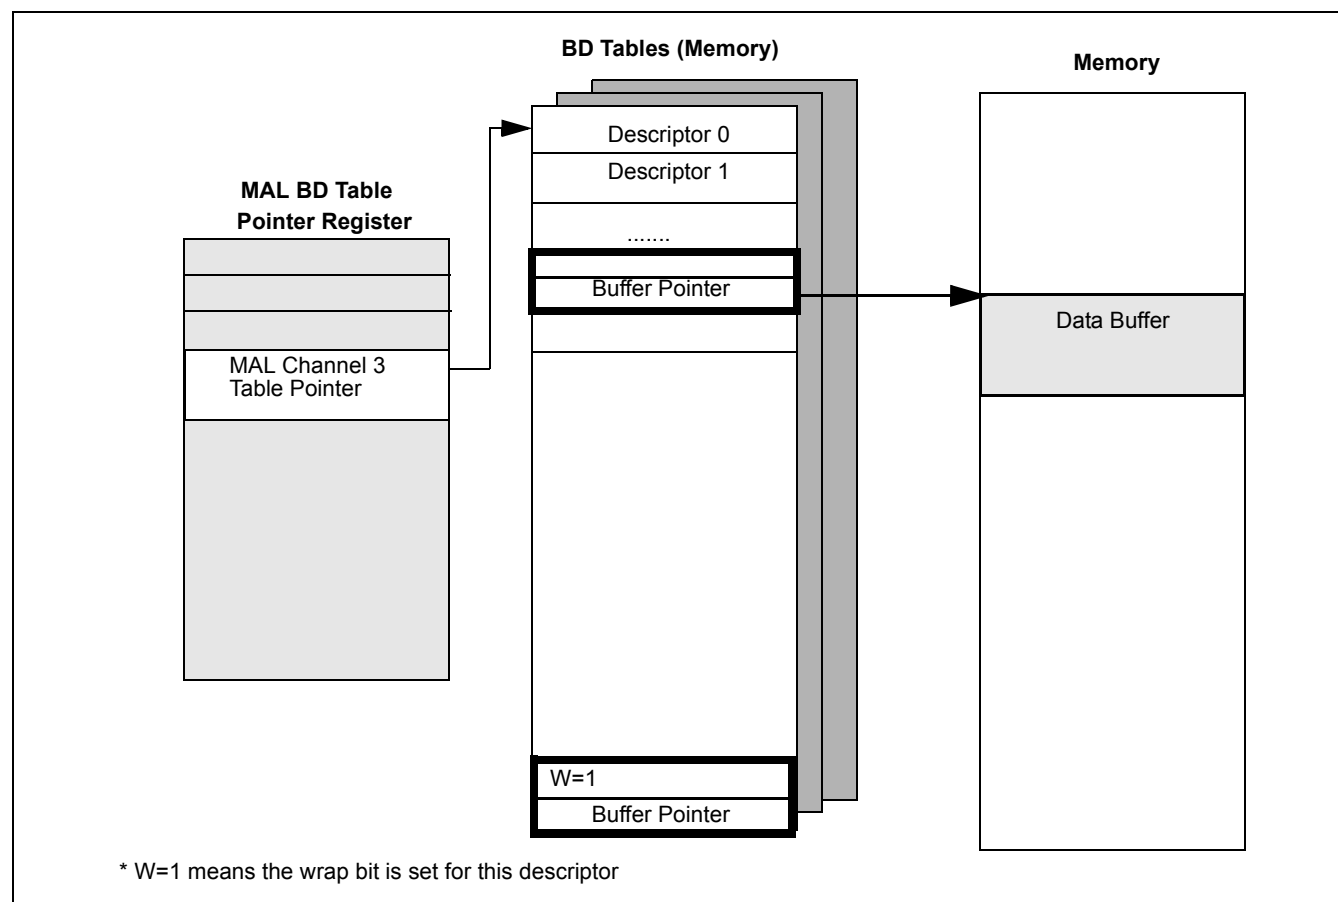 BD Tables (Memory)
Memory
Descriptor 0
Descriptor 1
MAL BD Table
Pointer Register
.......
Buffer Pointer
Data Buffer
MAL Channel 3
Table Pointer
W=1
Buffer Pointer
* W=1 means the wrap bit is set for this descriptor